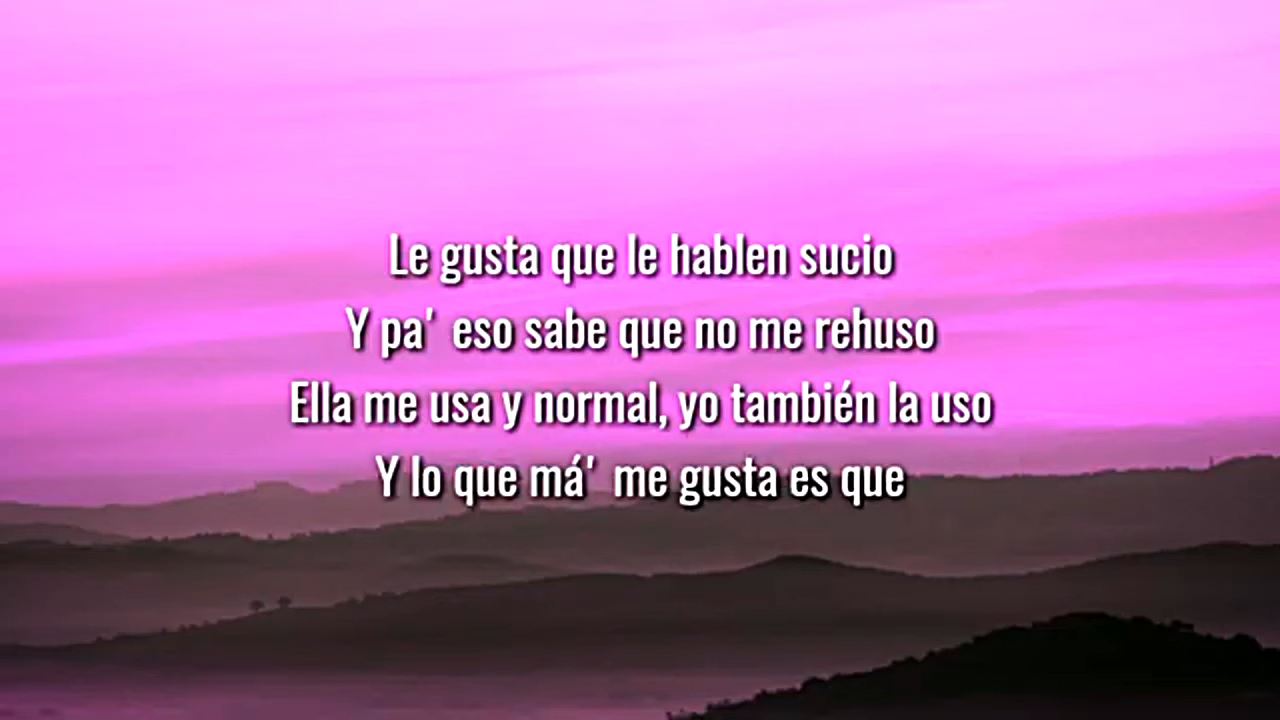 Le gusta que le hablen sucio
Y pa' eso sabe que no me rehuso
Ella me usa y normal, yo también la uso
Y lo que má' me gusta es que